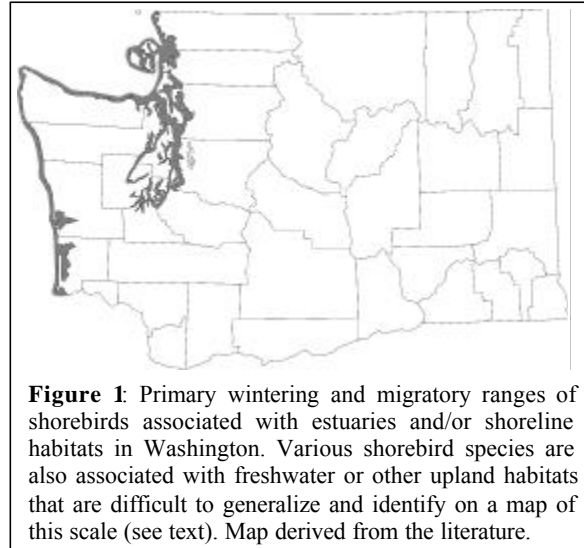 Figure 1: Primary wintering and migratory ranges of
shorebirds associated with estuaries and/or shoreline
habitats in Washington. Various shorebird species are
also associated with freshwater or other upland habitats
that are difficult to generalize and identify on a map of
this scale (see text). Map derived from the literature.